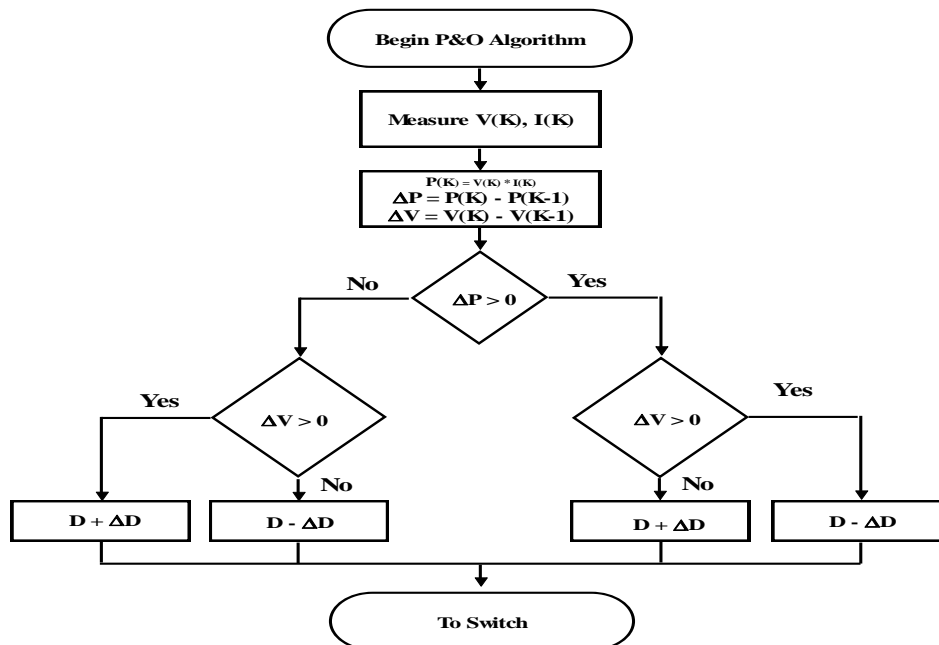 Begin P&O Algorithm
Measure V(K), I(K)
P(K) = V(K) * I(K)
ΔP = P(K) - P(K-1)
ΔV = V(K) - V(K-1)
No
Yes
ΔP > 0
Yes
Yes
ΔV > 0
ΔV > 0
No
No
D + ΔD
D - ΔD
D + ΔD
D - ΔD
To Switch